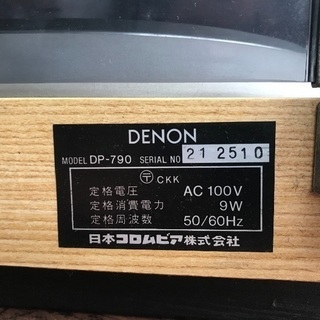 DENON
MODEL DP-790 SERIAL NO 21 2510
〒 CKK
定格電圧 AC 100V
定格消費電力 9W
定格周波数 50/60Hz
日本コロムビア株式会社